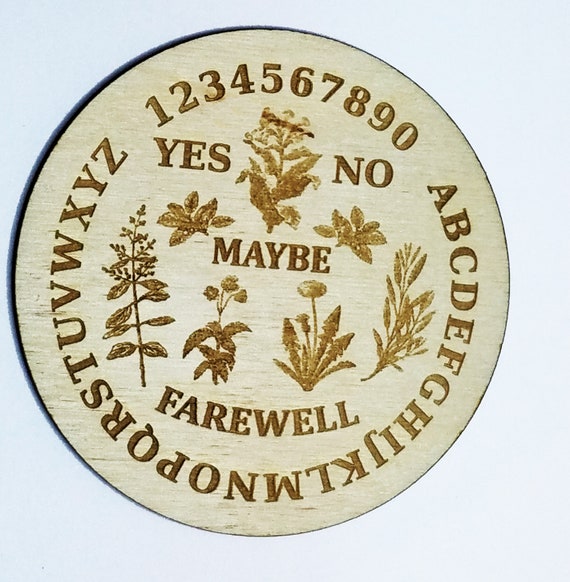 1234567890
YES NO
MAYBE
FAREWELL
ABCDEFGHIJKLMNOPQRSTUVWXYZ